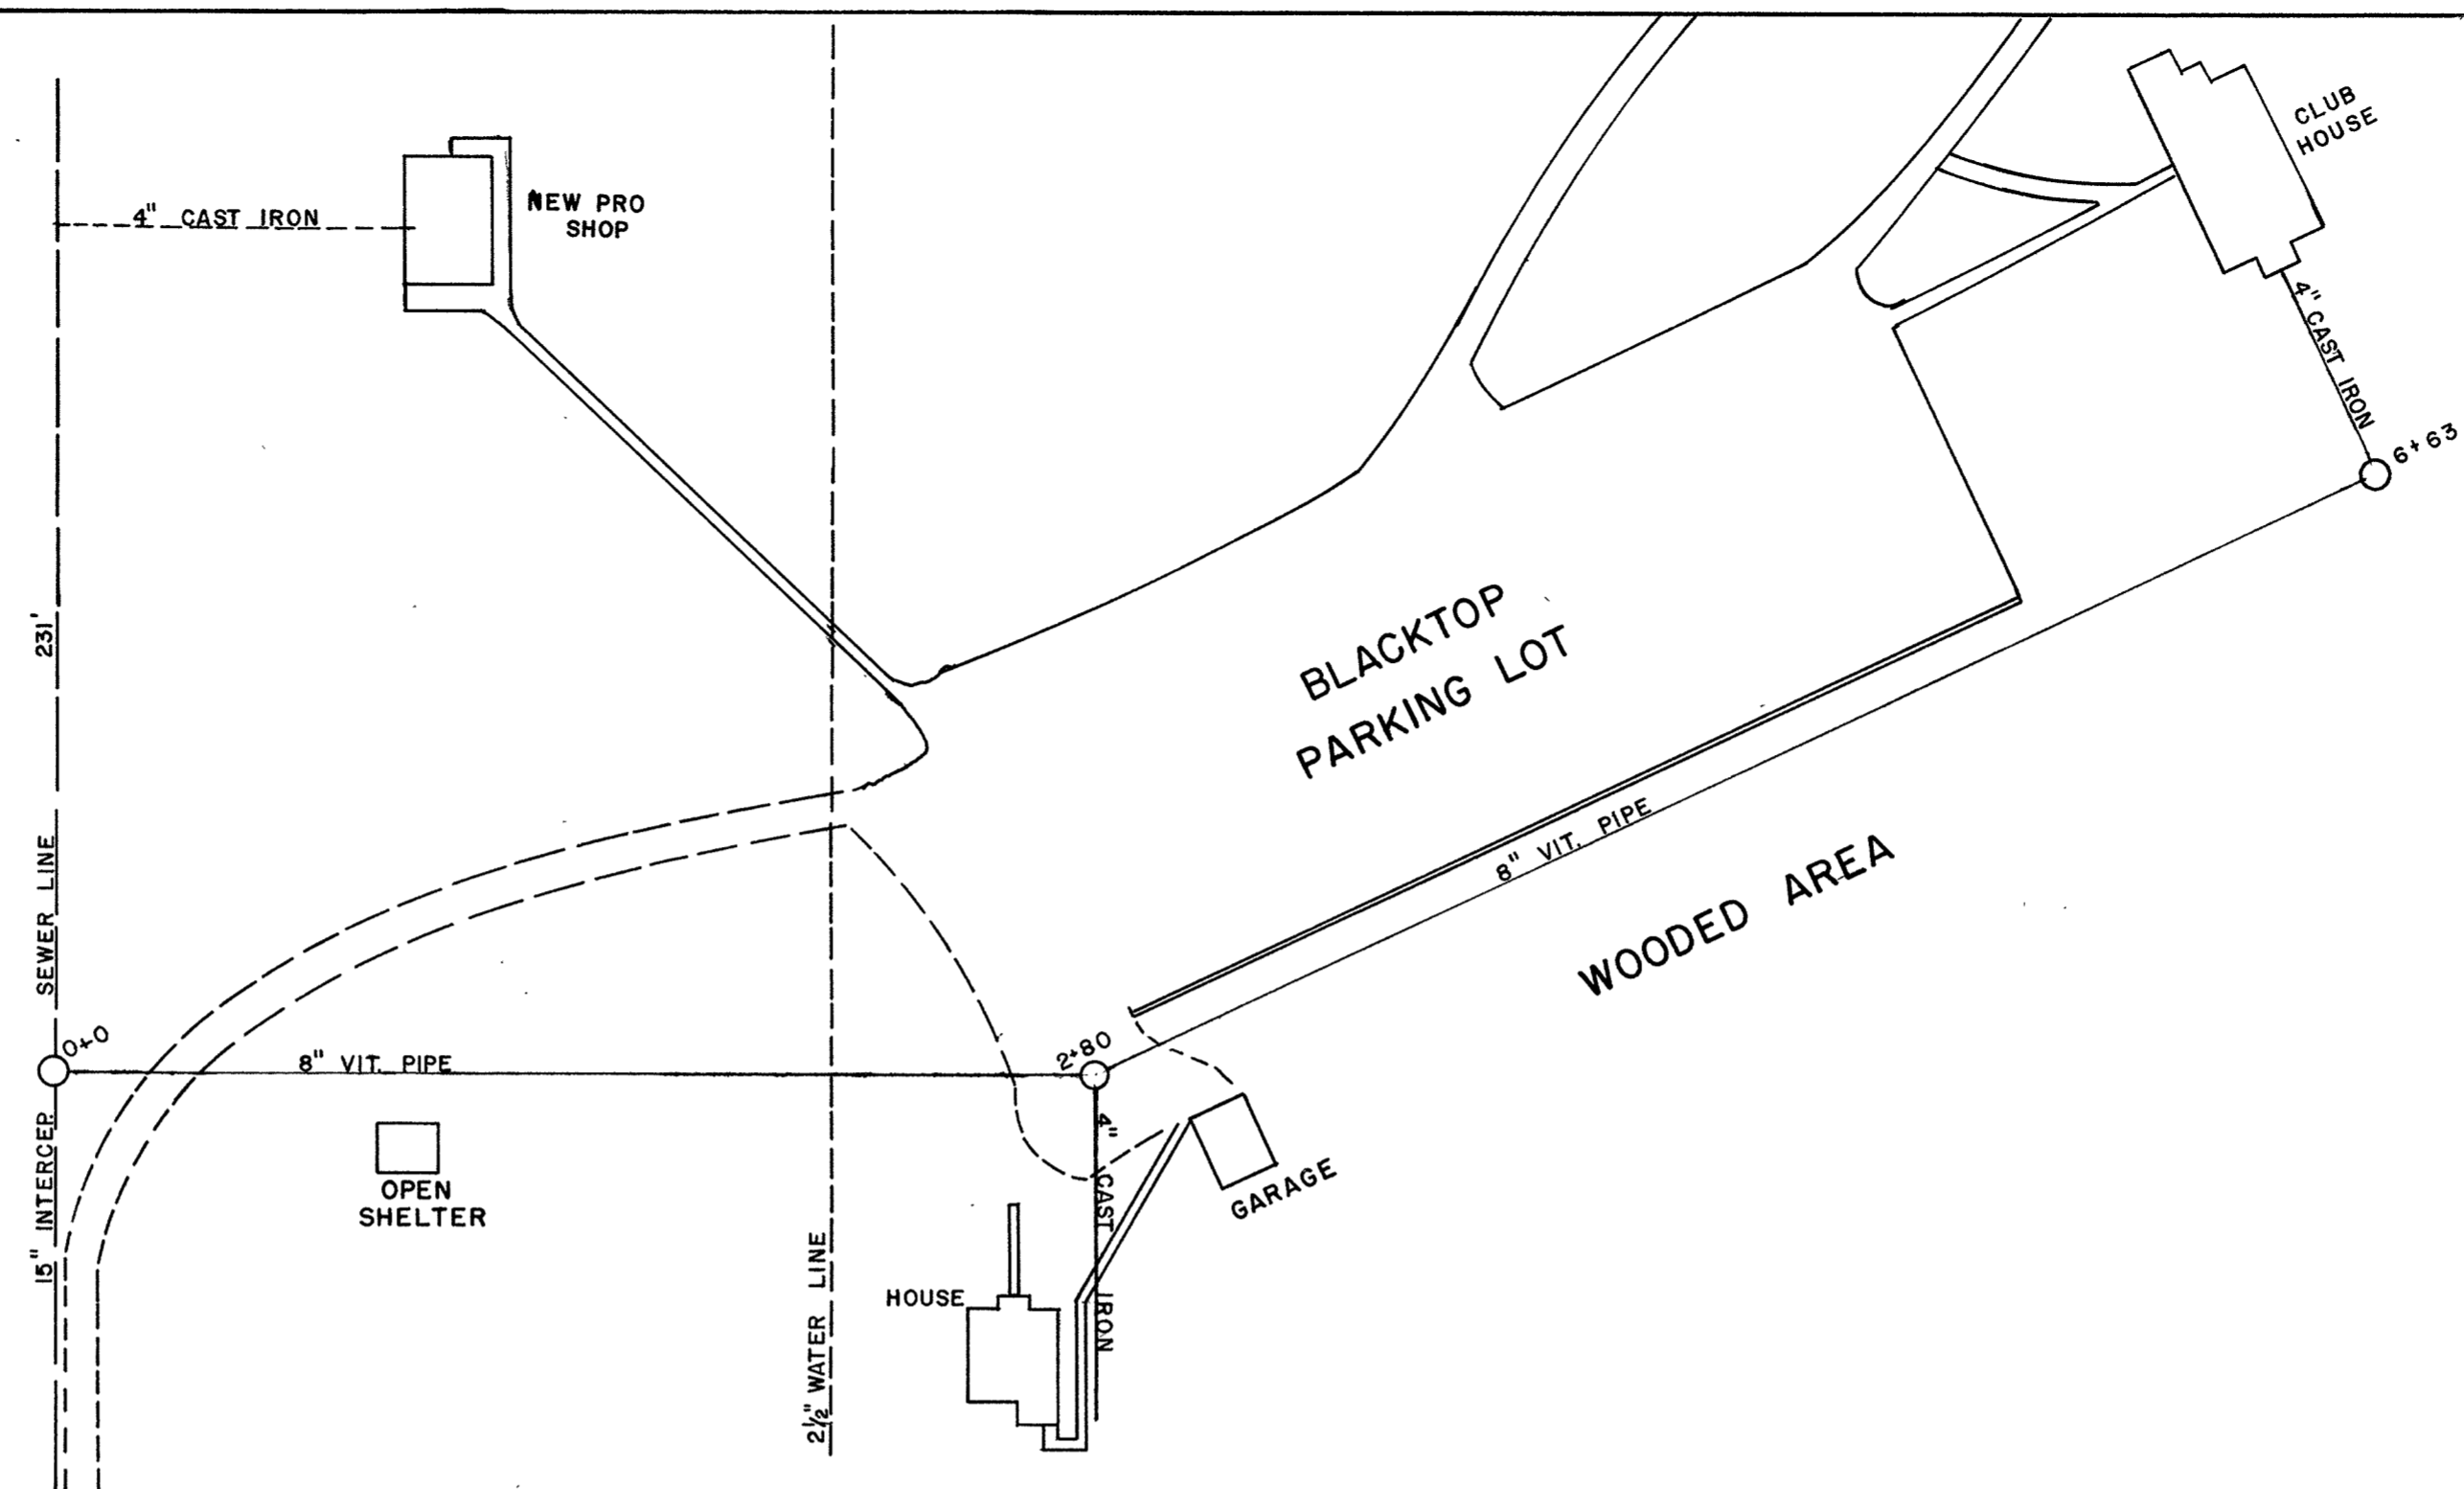 CLUB
HOUSE
4" CAST IRON
NEW PRO
SHOP
4" CAST IRON
6+63
231'
BLACKTOP
PARKING LOT
8" VIT. PIPE
WOODED AREA
SEWER LINE
0+0
8" VIT. PIPE
2+80
15" INTERCEP.
OPEN
SHELTER
4" CAST IRON
GARAGE
2½" WATER LINE
HOUSE